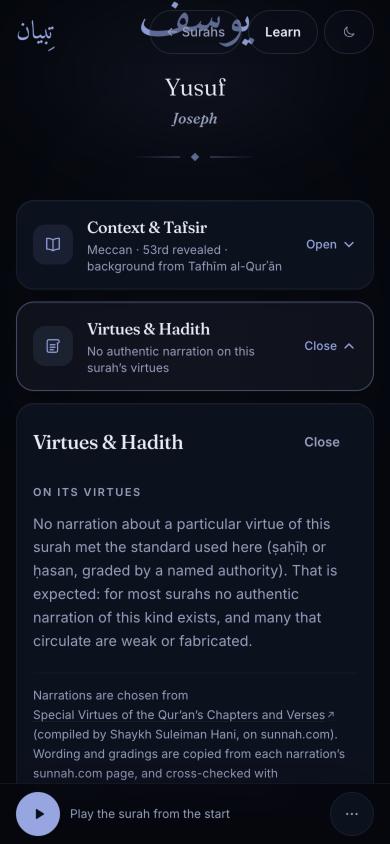 تِبيان
يوسف
Surahs
Learn
Yusuf
Joseph
Context & Tafsir
Meccan · 53rd revealed ·
background from Tafhīm al-Qurʾān
Open
Virtues & Hadith
No authentic narration on this
surah’s virtues
Close
Virtues & Hadith
Close
ON ITS VIRTUES
No narration about a particular virtue of this
surah met the standard used here (ṣaḥīḥ or
ḥasan, graded by a named authority). That is
expected: for most surahs no authentic
narration of this kind exists, and many that
circulate are weak or fabricated.
Narrations are chosen from
Special Virtues of the Qur’an’s Chapters and Verses↗
(compiled by Shaykh Suleiman Hani, on sunnah.com).
Wording and gradings are copied from each narration’s
sunnah.com page, and cross-checked with
Play the surah from the start